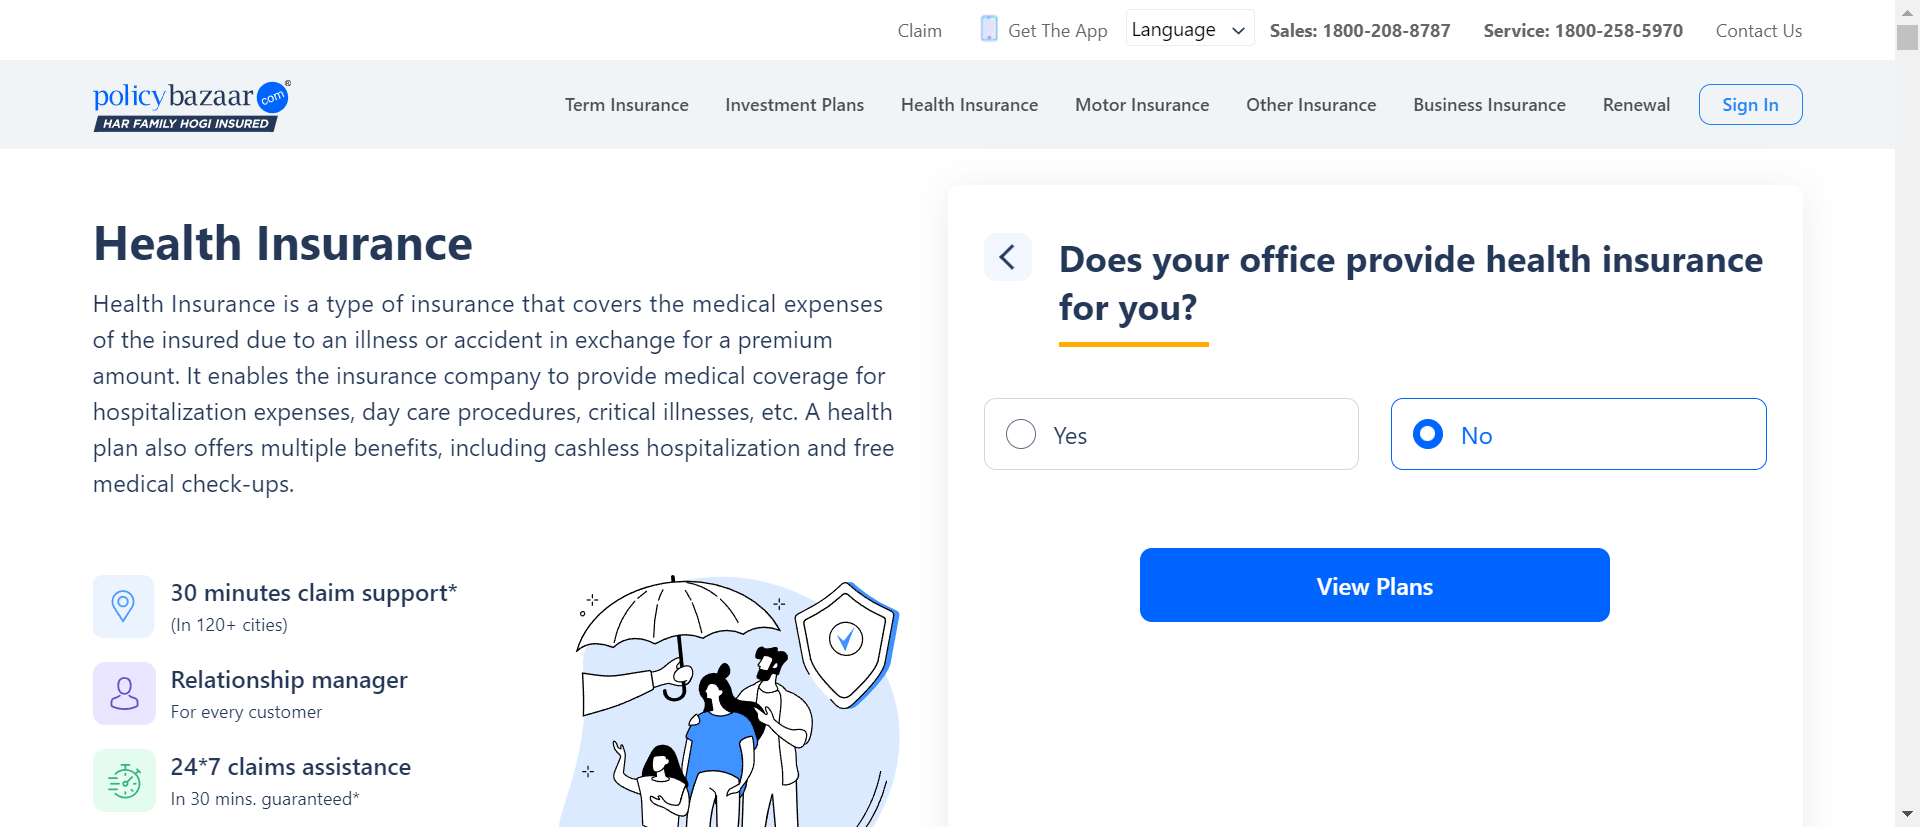 Claim
Get The App
Language
Sales: 1800-208-8787
Service: 1800-258-5970
Contact Us
policybazaar.com®
HAR FAMILY HOGI INSURED
Term Insurance
Investment Plans
Health Insurance
Motor Insurance
Other Insurance
Business Insurance
Renewal
Sign In
Health Insurance
Health Insurance is a type of insurance that covers the medical expenses
of the insured due to an illness or accident in exchange for a premium
amount. It enables the insurance company to provide medical coverage for
hospitalization expenses, day care procedures, critical illnesses, etc. A health
plan also offers multiple benefits, including cashless hospitalization and free
medical check-ups.
30 minutes claim support*
(In 120+ cities)
Relationship manager
For every customer
24*7 claims assistance
In 30 mins. guaranteed*
Does your office provide health insurance
for you?
Yes
No
View Plans